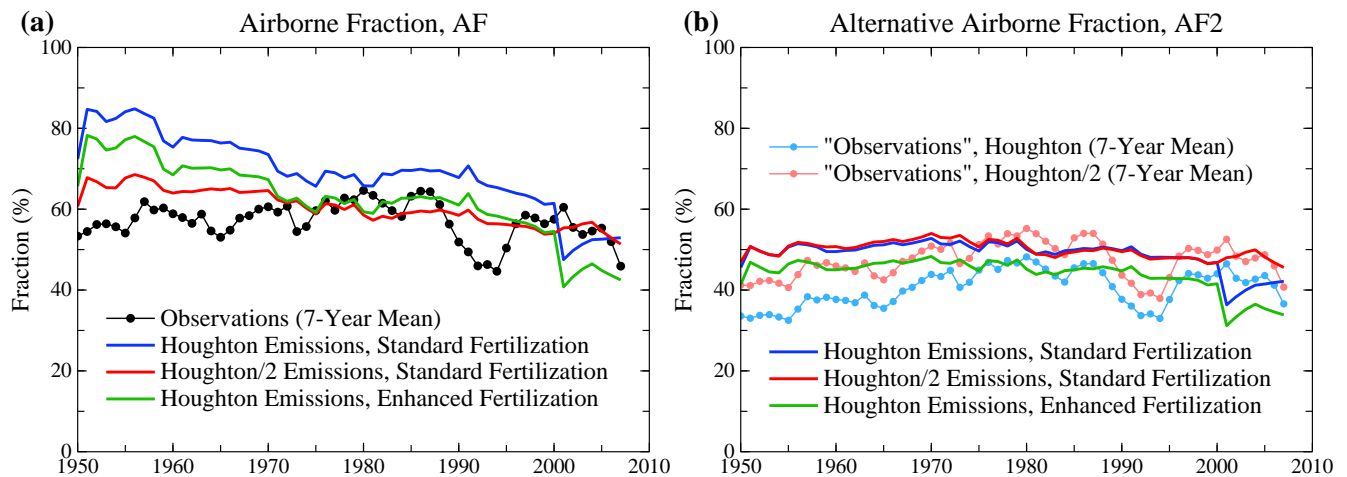 (a)
Airborne Fraction, AF
100
80
60
40
20
0
Fraction (%)
Observations (7-Year Mean)
Houghton Emissions, Standard Fertilization
Houghton/2 Emissions, Standard Fertilization
Houghton Emissions, Enhanced Fertilization
1950
1960
1970
1980
1990
2000
2010
(b)
Alternative Airborne Fraction, AF2
100
80
60
40
20
0
Fraction (%)
"Observations", Houghton (7-Year Mean)
"Observations", Houghton/2 (7-Year Mean)
Houghton Emissions, Standard Fertilization
Houghton/2 Emissions, Standard Fertilization
Houghton Emissions, Enhanced Fertilization
1950
1960
1970
1980
1990
2000
2010